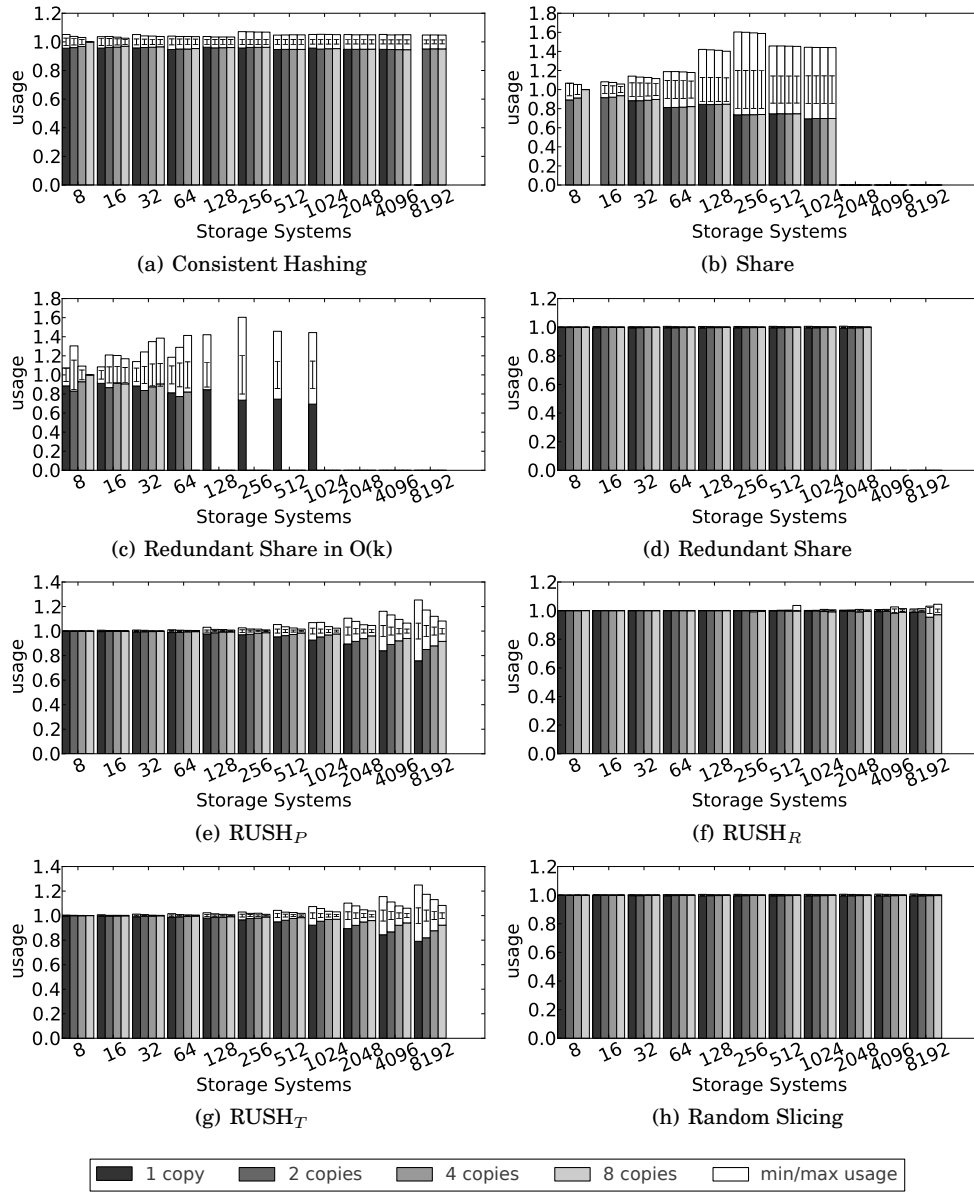 1.2
1.0
0.8
0.6
0.4
0.2
0.0
usage
8 16 32 64 128 256 512 1024 2048 4096 8192
Storage Systems
(a) Consistent Hashing
1.8
1.6
1.4
1.2
1.0
0.8
0.6
0.4
0.2
0.0
usage
8 16 32 64 128 256 512 1024 2048 4096 8192
Storage Systems
(b) Share
1.8
1.6
1.4
1.2
1.0
0.8
0.6
0.4
0.2
0.0
usage
8 16 32 64 128 256 512 1024 2048 4096 8192
Storage Systems
(c) Redundant Share in O(k)
1.2
1.0
0.8
0.6
0.4
0.2
0.0
usage
8 16 32 64 128 256 512 1024 2048 4096 8192
Storage Systems
(d) Redundant Share
1.4
1.2
1.0
0.8
0.6
0.4
0.2
0.0
usage
8 16 32 64 128 256 512 1024 2048 4096 8192
Storage Systems
(e) RUSH_P
1.2
1.0
0.8
0.6
0.4
0.2
0.0
usage
8 16 32 64 128 256 512 1024 2048 4096 8192
Storage Systems
(f) RUSH_R
1.4
1.2
1.0
0.8
0.6
0.4
0.2
0.0
usage
8 16 32 64 128 256 512 1024 2048 4096 8192
Storage Systems
(g) RUSH_T
1.2
1.0
0.8
0.6
0.4
0.2
0.0
usage
8 16 32 64 128 256 512 1024 2048 4096 8192
Storage Systems
(h) Random Slicing
1 copy 2 copies 4 copies 8 copies min/max usage